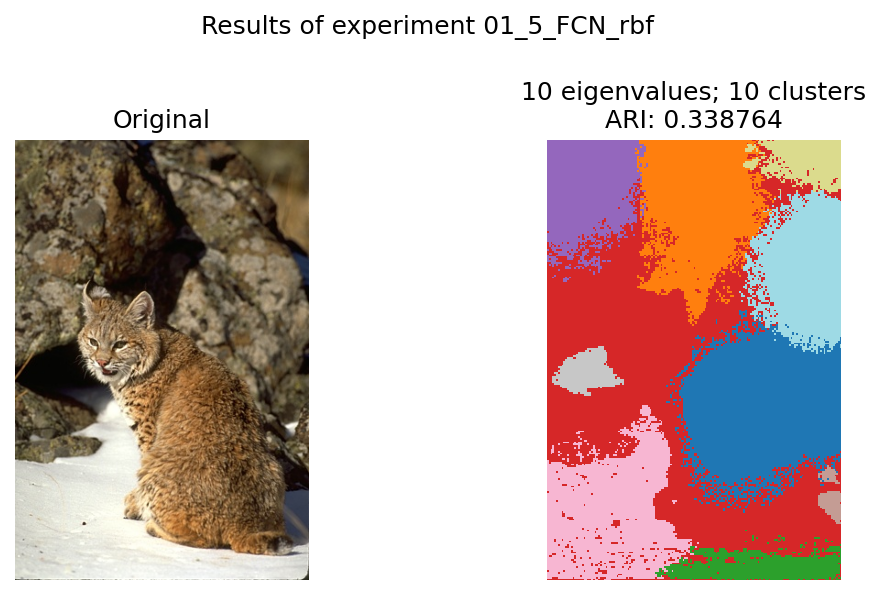 Results of experiment 01_5_FCN_rbf
Original
10 eigenvalues; 10 clusters
ARI: 0.338764